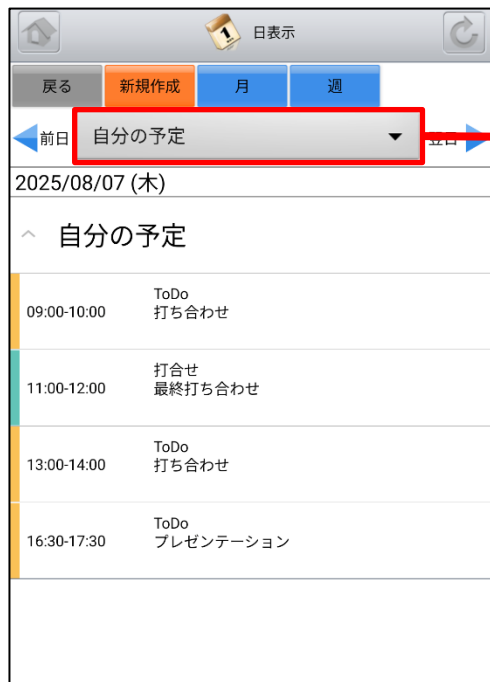 1
日表示
戻る 新規作成 月 週
前日 自分の予定 翌日
2025/08/07 (木)
自分の予定
ToDo
09:00-10:00 打ち合わせ
打合せ
11:00-12:00 最終打ち合わせ
ToDo
13:00-14:00 打ち合わせ
ToDo
16:30-17:30 プレゼンテーション